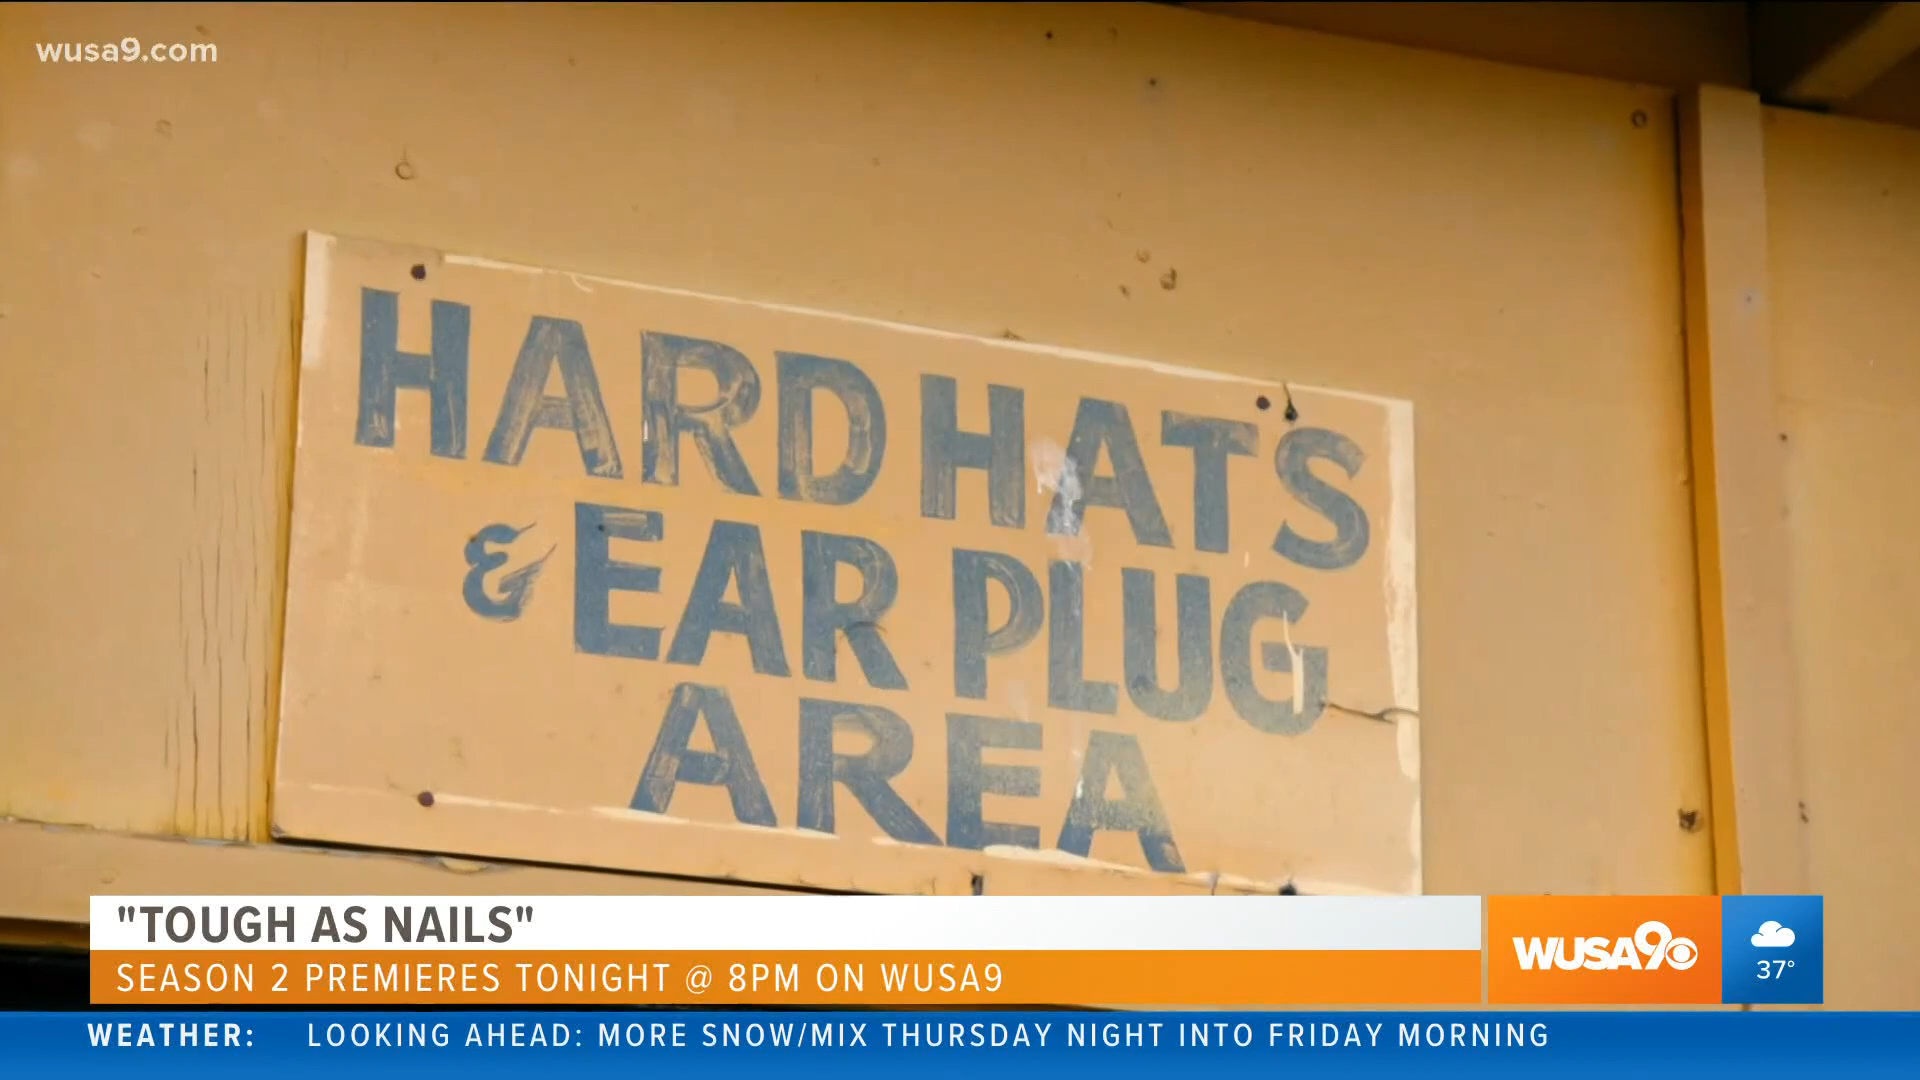 wusa9.com
HARD HATS
& EAR PLUG
AREA
"TOUGH AS NAILS"
SEASON 2 PREMIERES TONIGHT @ 8PM ON WUSA9
WUSA9
37°
WEATHER: LOOKING AHEAD: MORE SNOW/MIX THURSDAY NIGHT INTO FRIDAY MORNING